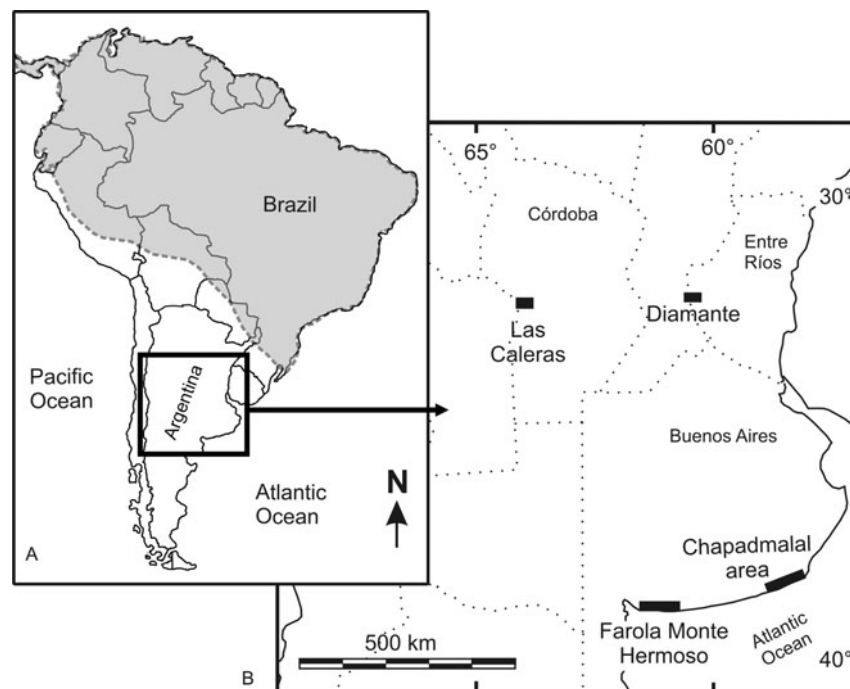 Brazil
Pacific
Ocean
Argentina
Atlantic
Ocean
N
A
65°
60°
30°
Córdoba
Entre
Ríos
Diamante
Las
Caleras
Buenos Aires
Chapadmalal
area
Farola Monte
Hermoso
Atlantic
Ocean
500 km
B
40°